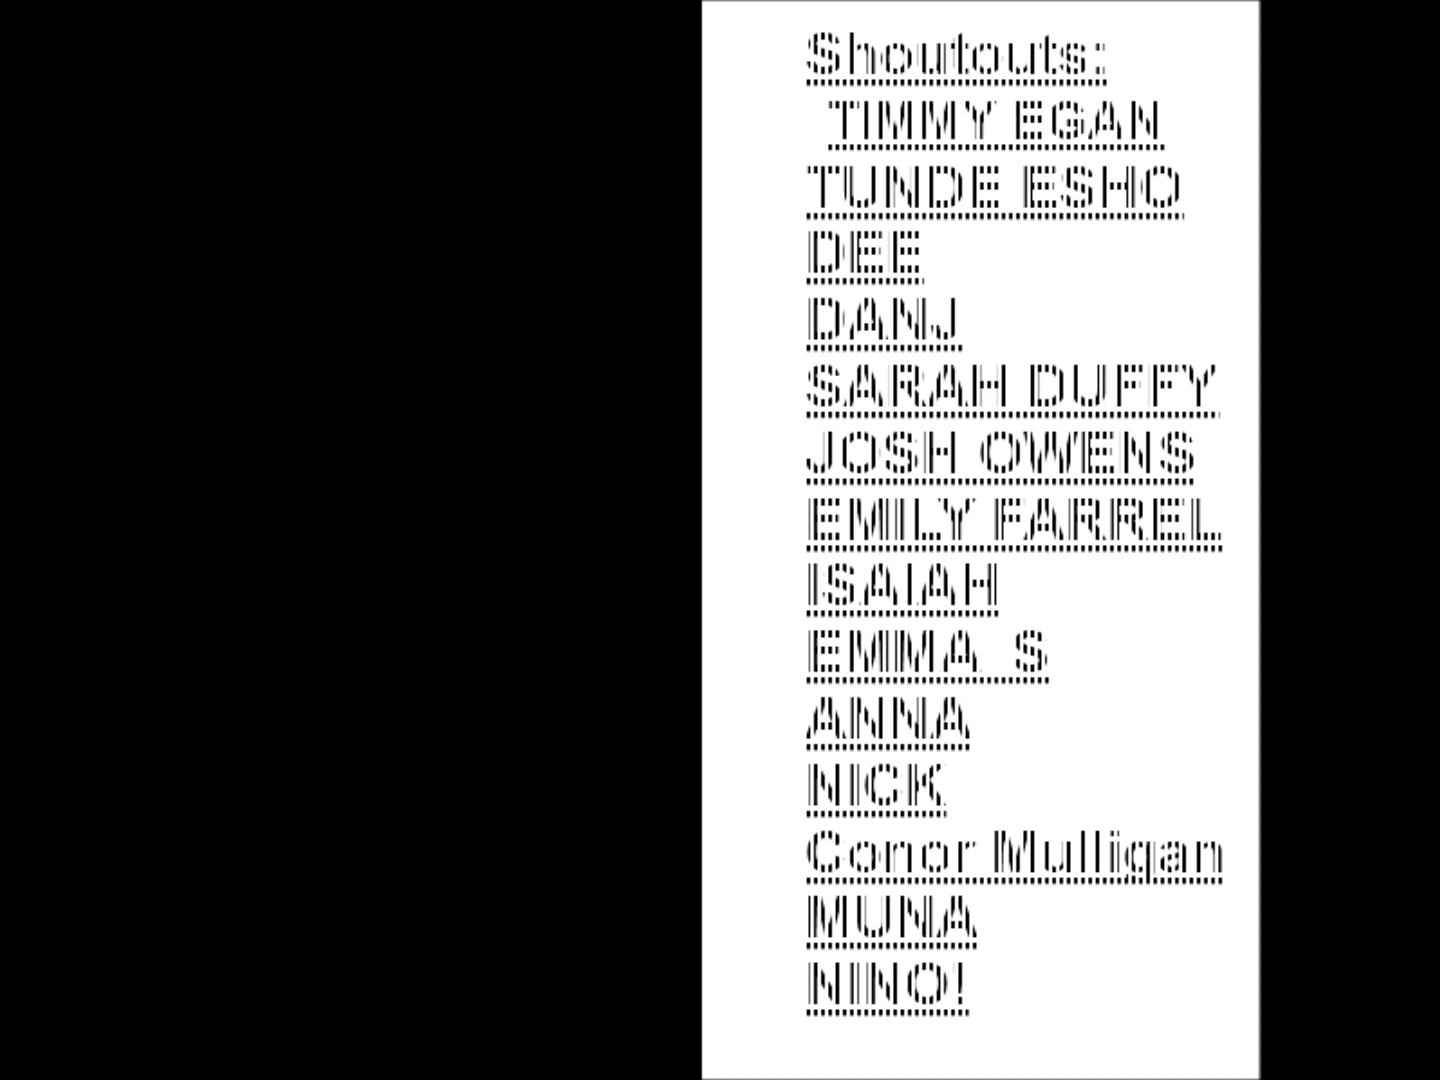 Shoutouts:
TIMMY EGAN
TUNDE ESHO
DEE
DANJ
SARAH DUFFY
JOSH OWENS
EMILY FARREL
ISAIAH
EMMA S
ANNA
NICK
Conor Mulligan
MUNA
NINO!